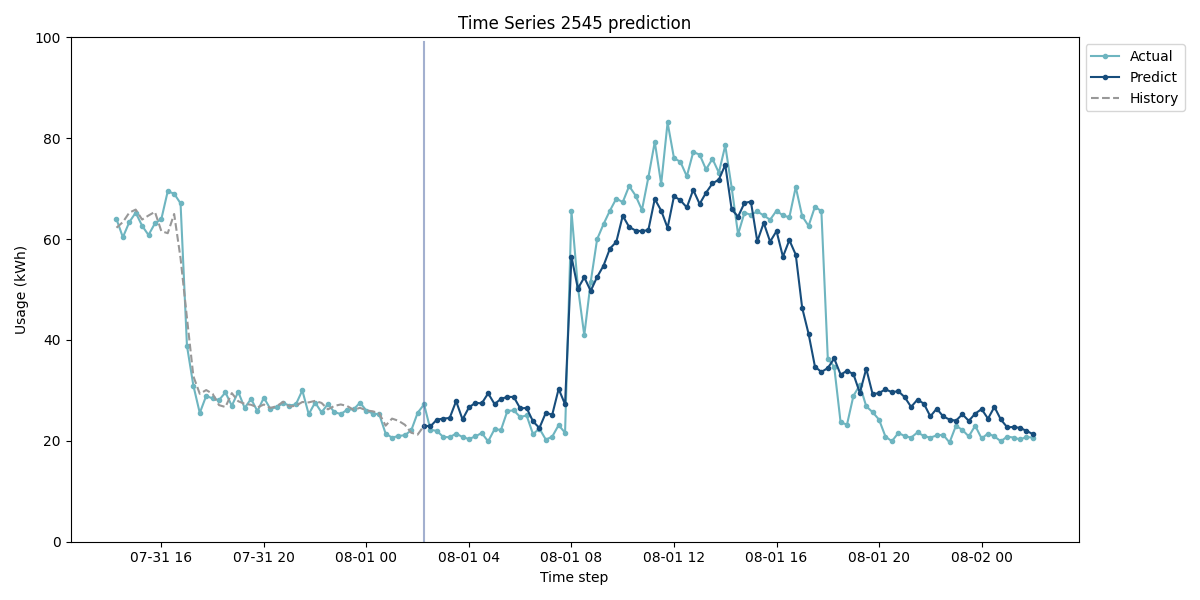 Time Series 2545 prediction
100
80
60
40
20
0
Usage (kWh)
07-31 16
07-31 20
08-01 00
08-01 04
08-01 08
08-01 12
08-01 16
08-01 20
08-02 00
Time step
Actual
Predict
History